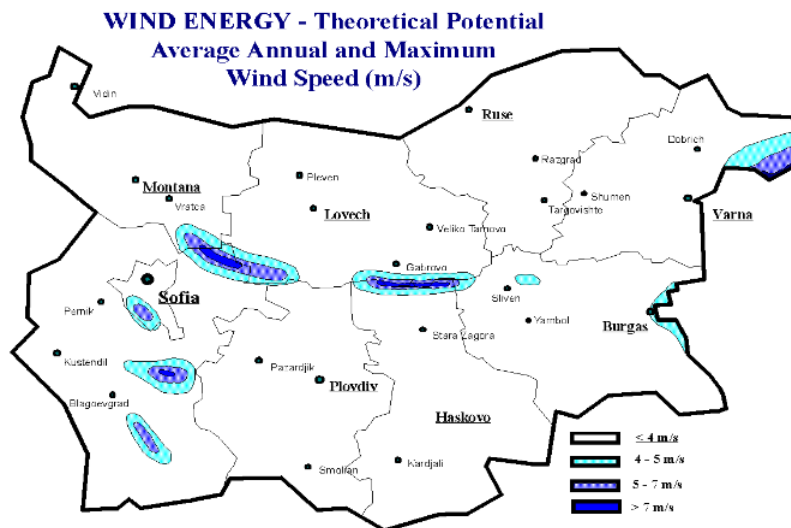 WIND ENERGY - Theoretical Potential
Average Annual and Maximum
Wind Speed (m/s)
Vidin
Ruse
Dobrich
Razgrad
Montana
Pleven
Vratca
Shumen
Targovishte
Varna
Lovech
Veliko Tarnovo
Gabrovo
Sofia
Sliven
Pernik
Yambol
Burgas
Stara Zagora
Kustendil
Pazardjik
Plovdiv
Blagoevgrad
Haskovo
Smolian
Kardjali
≤ 4 m/s
4 - 5 m/s
5 - 7 m/s
> 7 m/s